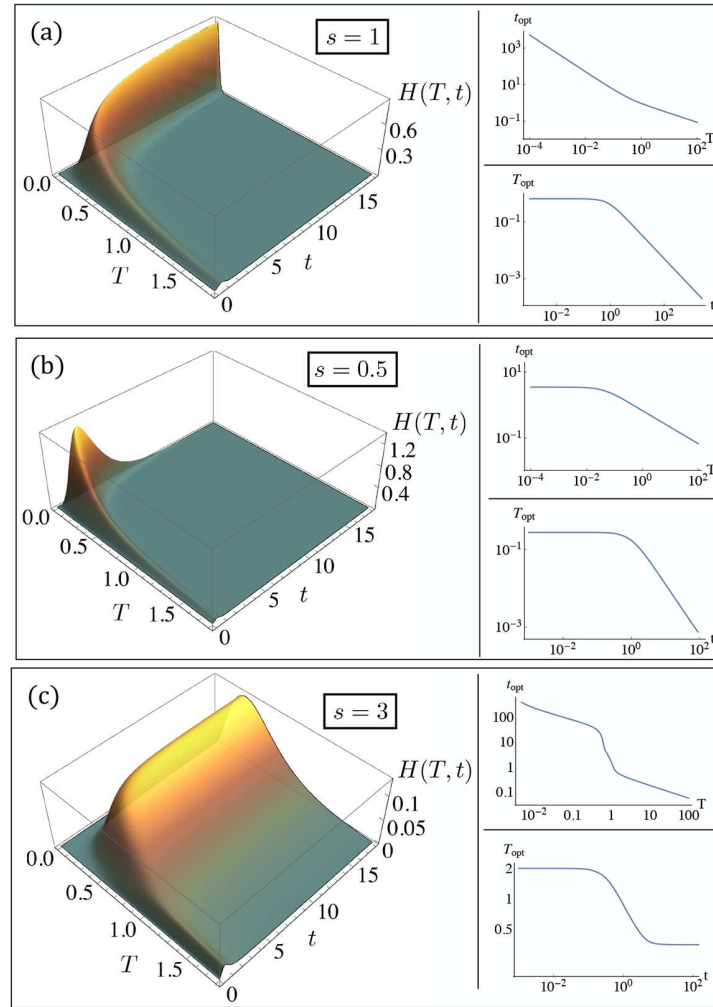 (a)
s = 1
H(T, t)
0.6
0.3
0.0
0.5
1.0
1.5
T
0
5
10
15
t
t_opt
10^3
10^1
10^-1
10^-4
10^-2
10^0
10^2
T
T_opt
10^-1
10^-3
10^-2
10^0
10^2
t
(b)
s = 0.5
H(T, t)
1.2
0.8
0.4
0.0
0.5
1.0
1.5
T
0
5
10
15
t
t_opt
10^1
10^-1
10^-4
10^-2
10^0
10^2
T
T_opt
10^-1
10^-3
10^-2
10^0
10^2
t
(c)
s = 3
H(T, t)
0.1
0.05
0
0.0
0.5
1.0
1.5
T
0
5
10
15
t
t_opt
100
10
1
0.1
10^-2
0.1
1
10
100
T
T_opt
2
1
0.5
10^-2
10^0
10^2
t